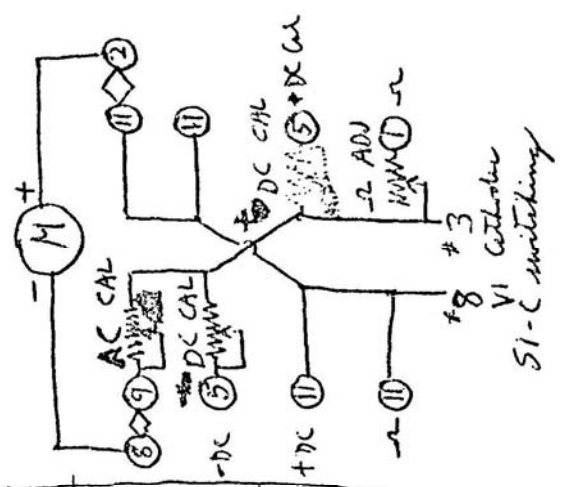 - M +
AC CAL
8 9 11 2
- DC CAL
-DC 5 11
+ DC CAL
+DC 11 5 +DC Cal
Ω ADJ
Ω 11 1 Ω
#8 #3
V1 Cathodes
S1-C switching